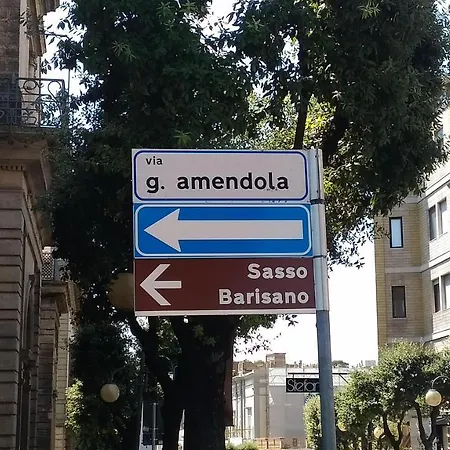 via
g. amendola
Sasso
Barisano